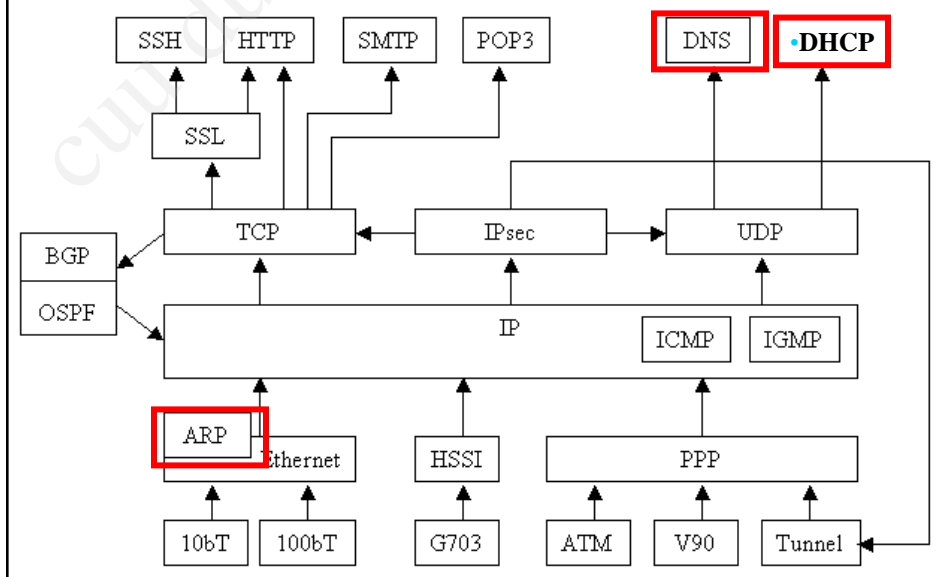 SSH HTTP SMTP POP3 DNS •DHCP
SSL
TCP IPsec UDP
BGP
OSPF
IP
ICMP IGMP
ARP
Ethernet HSSI PPP
10bT 100bT G703 ATM V90 Tunnel